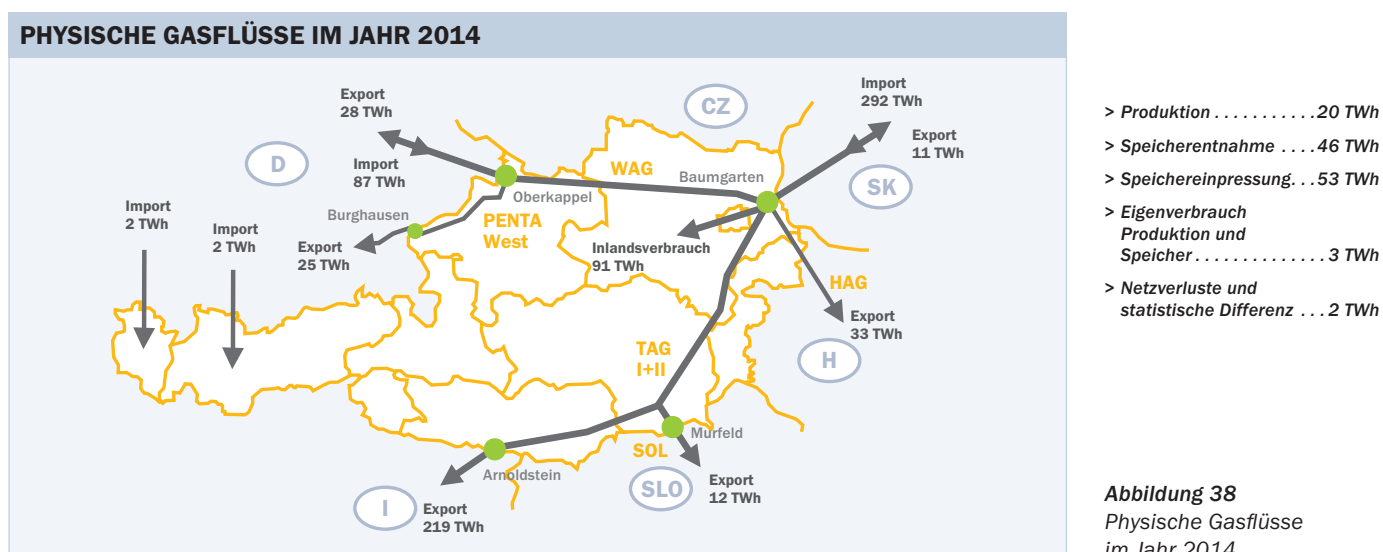 PHYSISCHE GASFLÜSSE IM JAHR 2014
Export
28 TWh
Import
87 TWh
D
CZ
Import
292 TWh
Export
11 TWh
SK
WAG
Baumgarten
Oberkappel
Burghausen
PENTA
West
Export
25 TWh
Import
2 TWh
Import
2 TWh
Inlandsverbrauch
91 TWh
HAG
Export
33 TWh
H
TAG
I+II
Murfeld
SOL
SLO
Export
12 TWh
Arnoldstein
I
Export
219 TWh
> Produktion . . . . . . . . . . .20 TWh
> Speicherentnahme . . . .46 TWh
> Speichereinpressung. . .53 TWh
> Eigenverbrauch
Produktion und
Speicher . . . . . . . . . . . . . 3 TWh
> Netzverluste und
statistische Differenz . . . 2 TWh
Abbildung 38
Physische Gasflüsse
im Jahr 2014